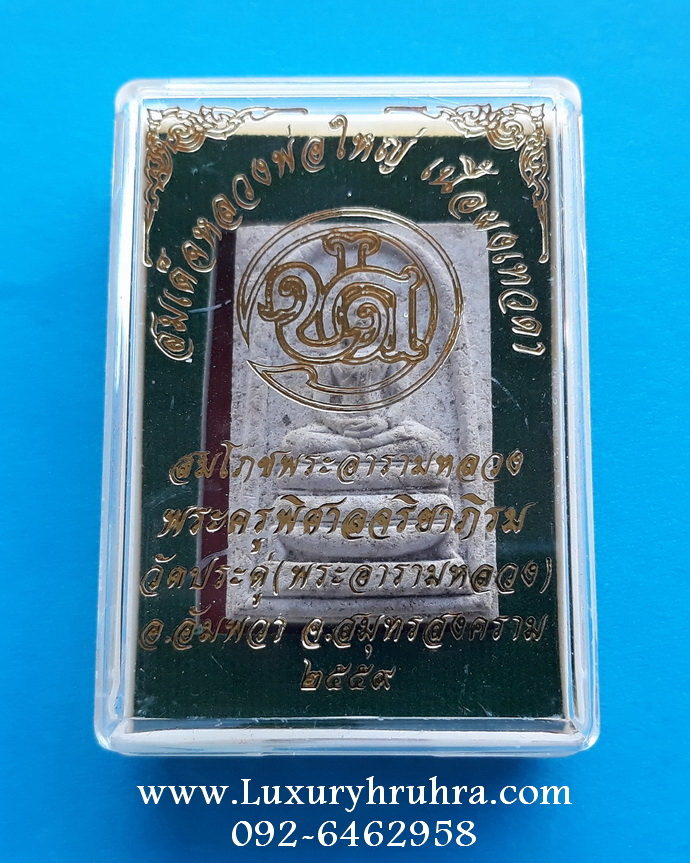 สมเด็จหลวงพ่อใหญ่ เนื้อผงเทวดา
สมโภชพระอารามหลวง
พระครูพิศาลจริยาภิรม
วัดประดู่(พระอารามหลวง)
อ.อัมพวา จ.สมุทรสงคราม
๒๕๕๙
www.Luxuryhruhra.com
092-6462958